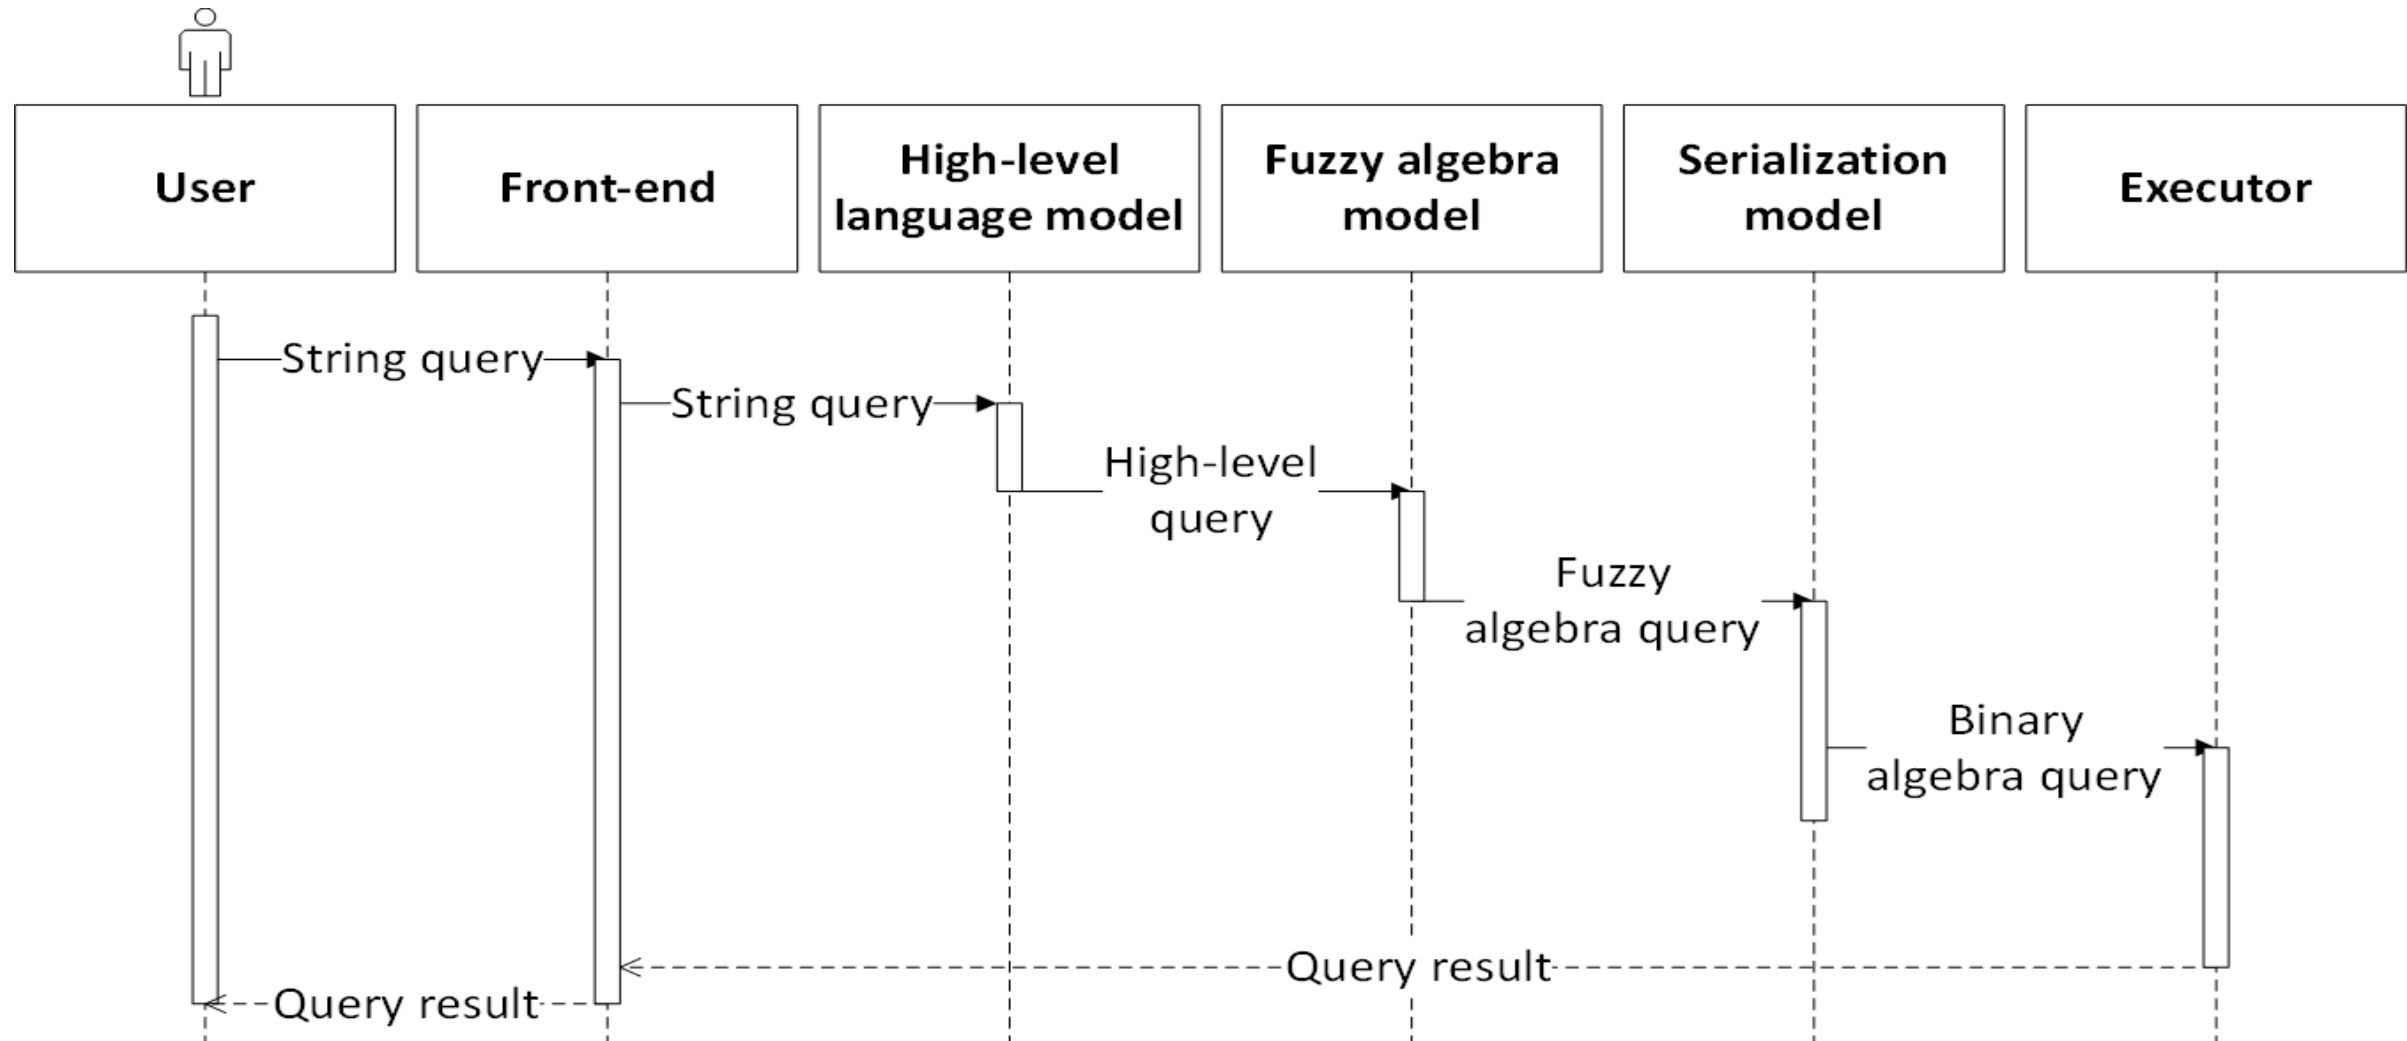 User
Front-end
High-level
language model
Fuzzy algebra
model
Serialization
model
Executor
String query
String query
High-level
query
Fuzzy
algebra query
Binary
algebra query
Query result
Query result